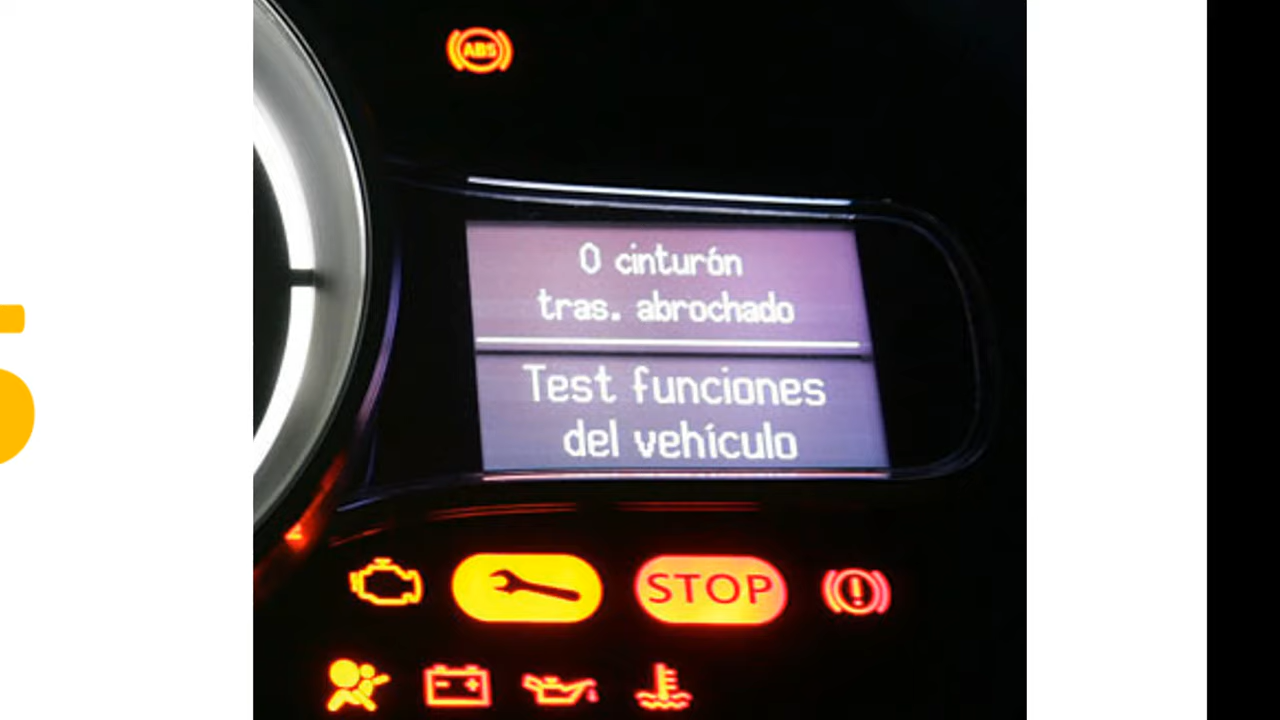 ABS
0 cinturón
tras. abrochado
Test funciones
del vehículo
STOP